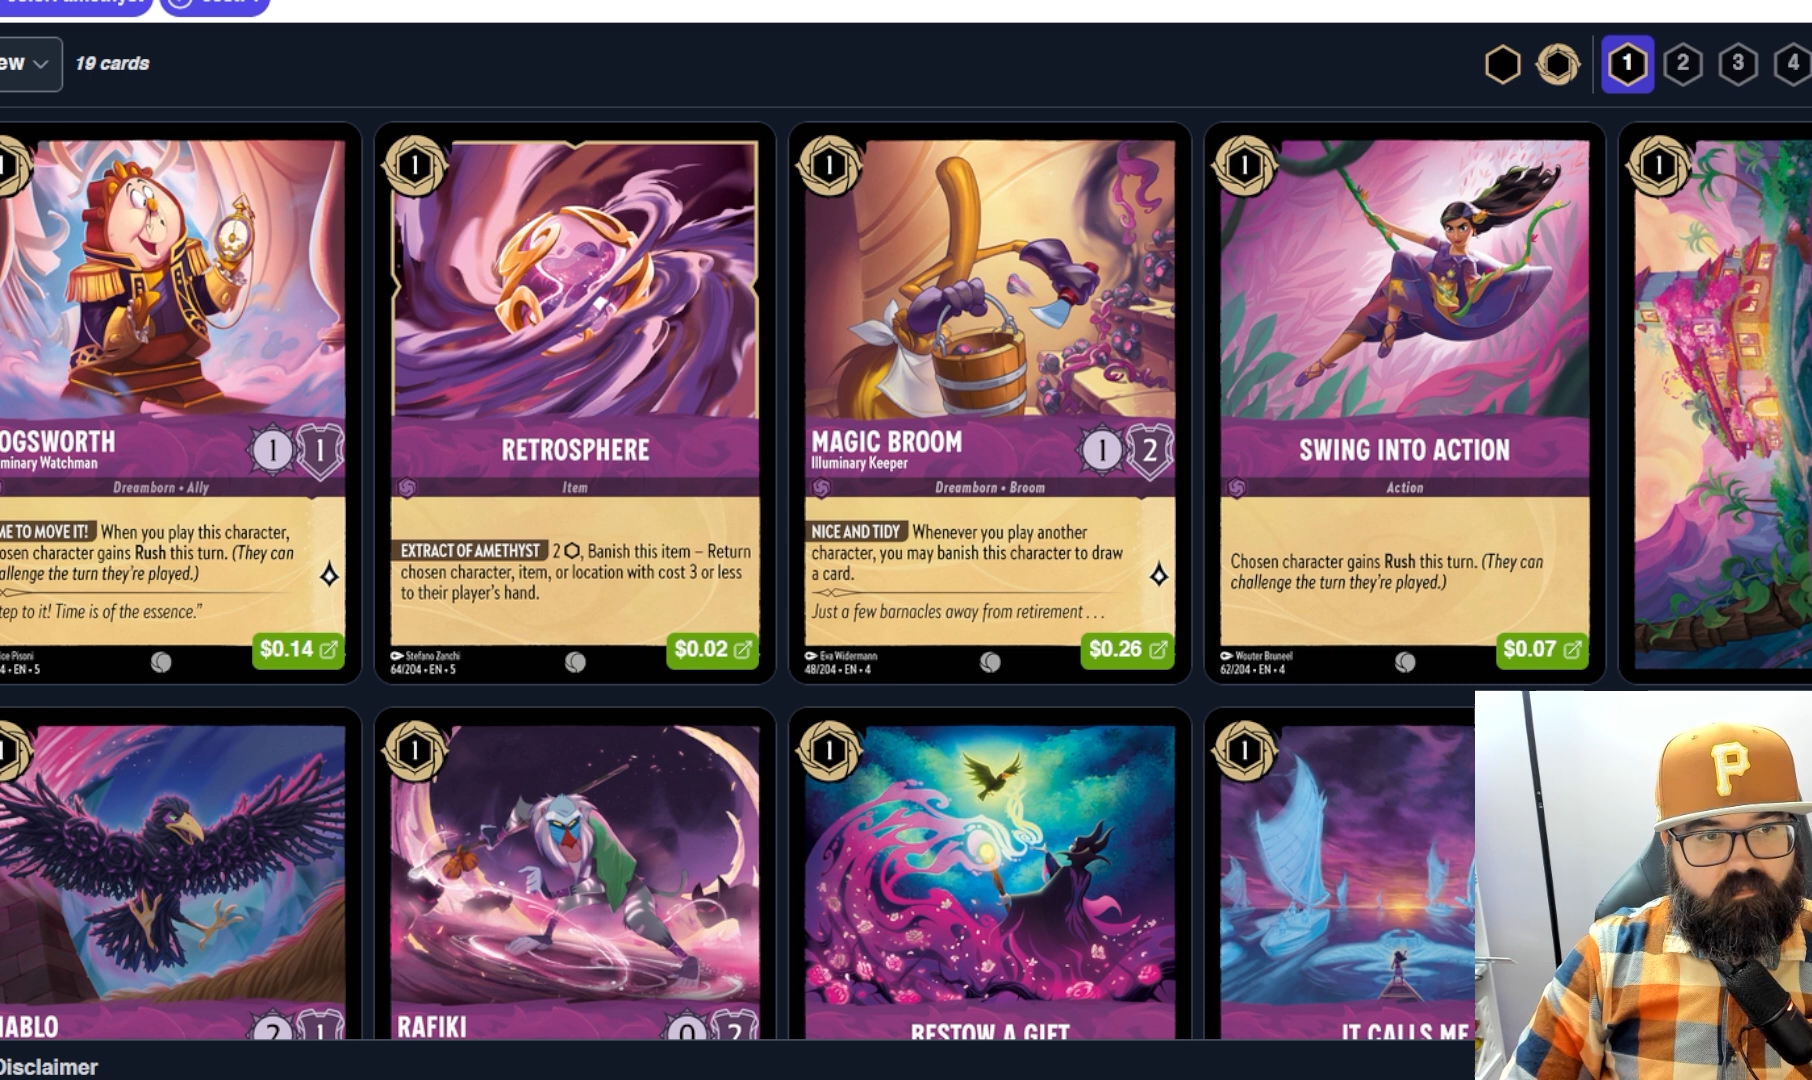 ew
19 cards
1
2
3
4
1
1
1
1
1
OGSWORTH
minary Watchman
1
1
Dreamborn • Ally
ME TO MOVE IT! When you play this character,
osen character gains Rush this turn. (They can
allenge the turn they're played.)
tep to it! Time is of the essence."
$0.14
ice Pisoni
4 • EN • 5
RETROSPHERE
Item
EXTRACT OF AMETHYST 2 , Banish this item – Return
chosen character, item, or location with cost 3 or less
to their player's hand.
$0.02
Stefano Zanchi
64/204 • EN • 5
MAGIC BROOM
Illuminary Keeper
1
2
Dreamborn • Broom
NICE AND TIDY Whenever you play another
character, you may banish this character to draw
a card.
Just a few barnacles away from retirement . . .
$0.26
Eva Widermann
48/204 • EN • 4
SWING INTO ACTION
Action
Chosen character gains Rush this turn. (They can
challenge the turn they're played.)
$0.07
Wouter Bruneel
62/204 • EN • 4
1
1
1
1
P
IABLO
2
1
RAFIKI
0
2
BESTOW A GIFT
IT CALLS ME
Disclaimer